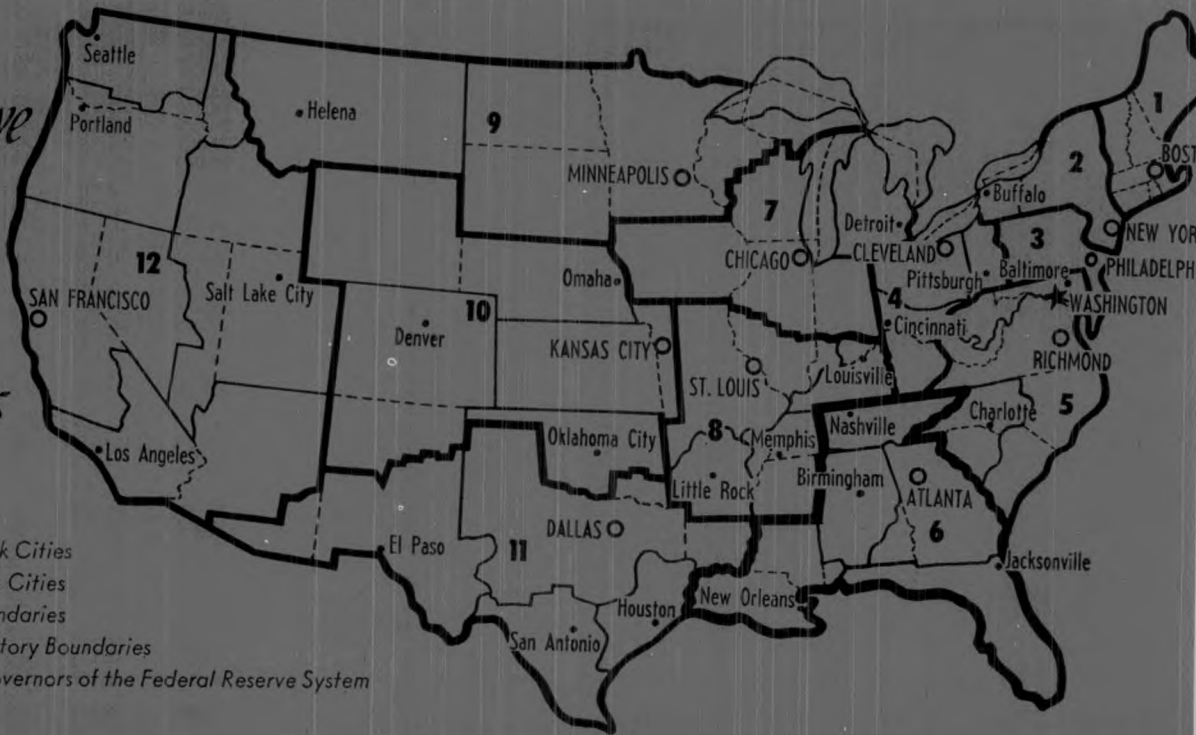 Seattle
Portland
Helena
9
MINNEAPOLIS
1
BOST
2
Buffalo
7
Detroit
3
NEW YOR
CHICAGO
CLEVELAND
Pittsburgh
Baltimore
PHILADELPH
12
SAN FRANCISCO
Salt Lake City
Omaha
4
Cincinnati
WASHINGTON
Denver
10
KANSAS CITY
ST. LOUIS
Louisville
RICHMOND
5
Los Angeles
Oklahoma City
8
Memphis
Nashville
Charlotte
Little Rock
Birmingham
ATLANTA
6
El Paso
11
DALLAS
Jacksonville
Houston
New Orleans
San Antonio
k Cities
Cities
ndaries
tory Boundaries
overnors of the Federal Reserve System